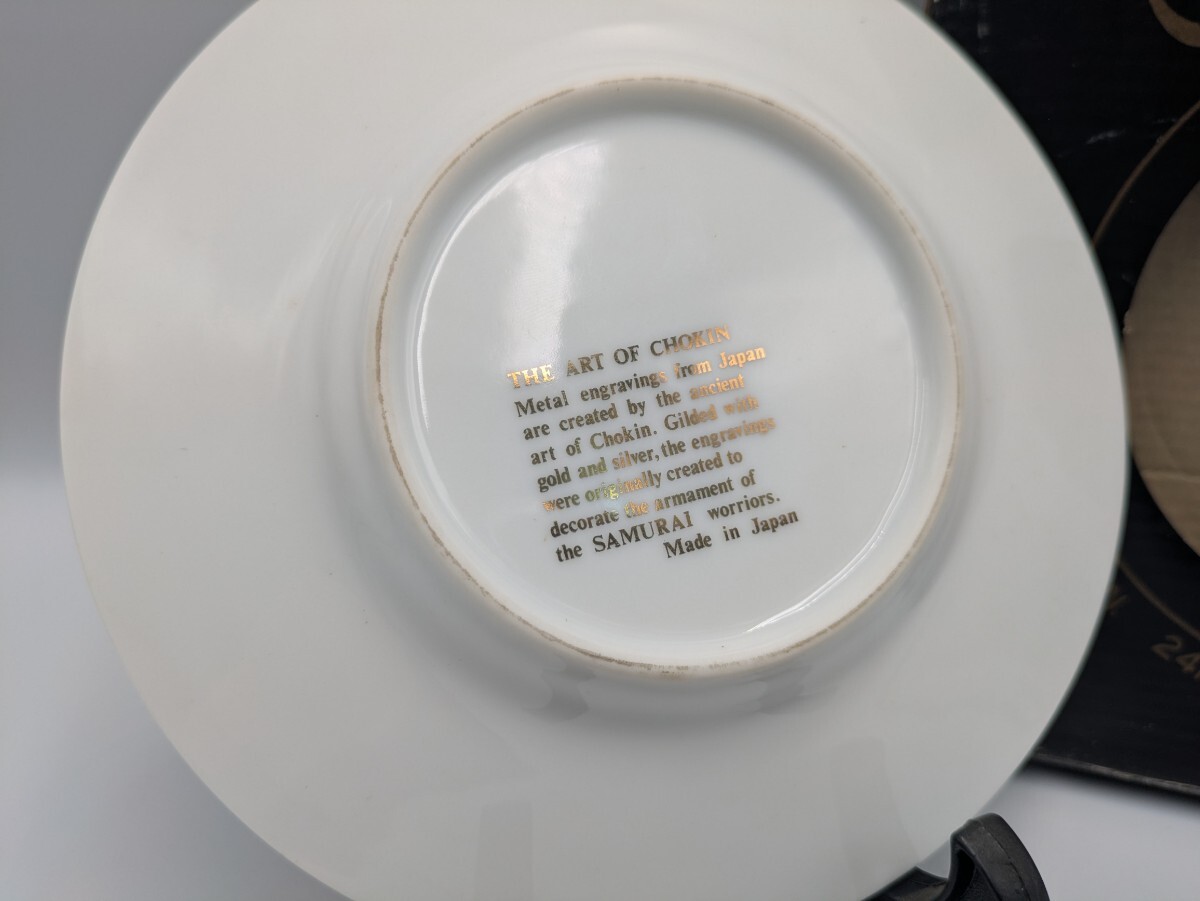 THE ART OF CHOKIN
Metal engravings from Japan
are created by the ancient
art of Chokin. Gilded with
gold and silver, the engravings
were originally created to
decorate the armament of
the SAMURAI worriors.
Made in Japan